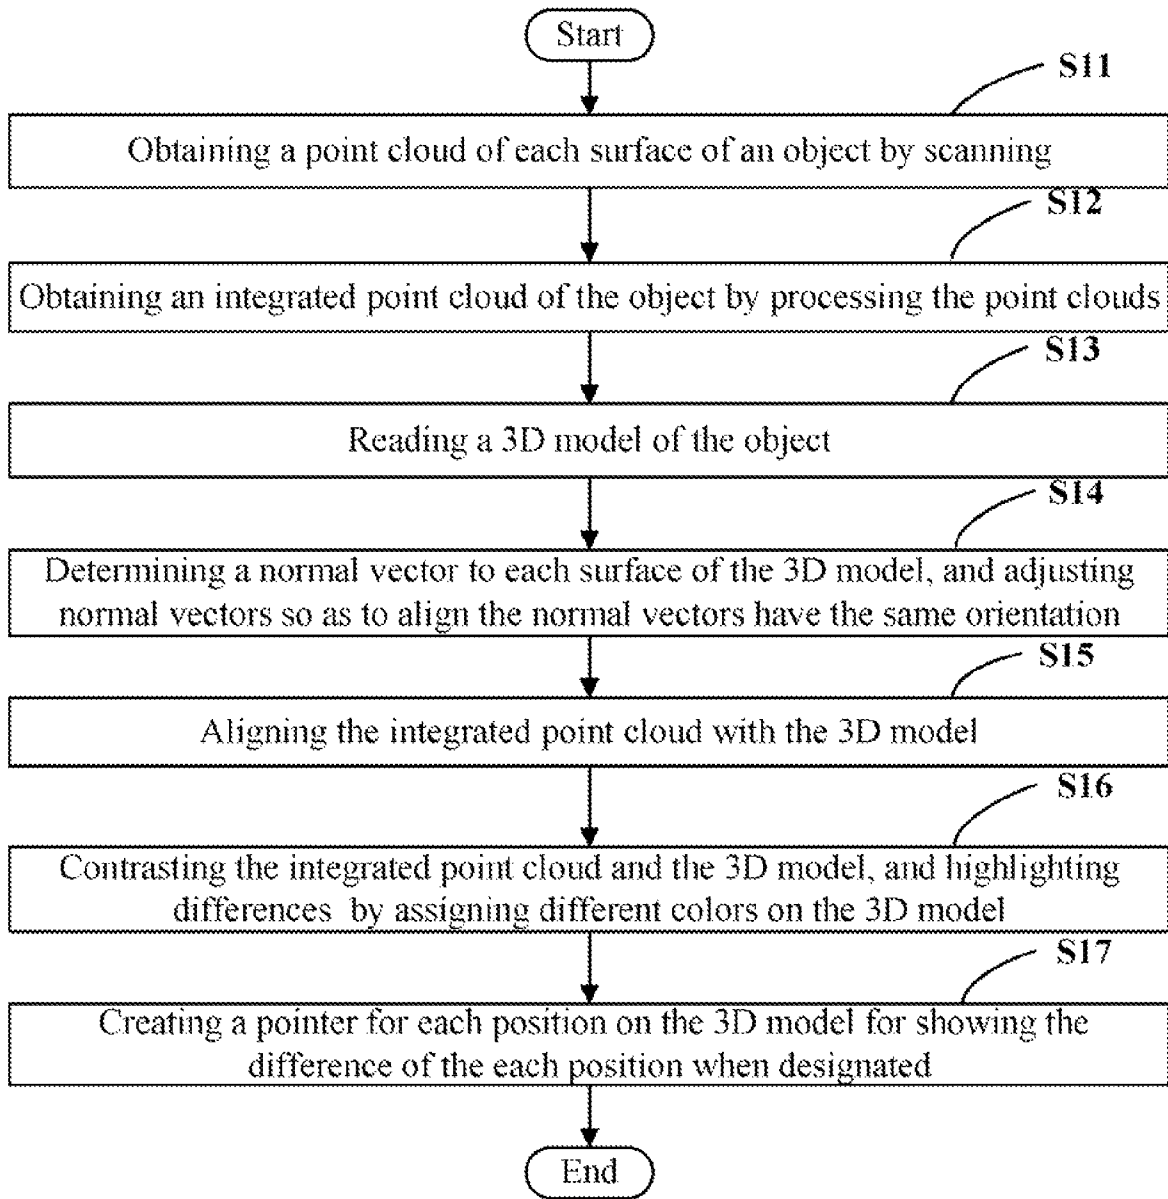 Start
S11
Obtaining a point cloud of each surface of an object by scanning
S12
Obtaining an integrated point cloud of the object by processing the point clouds
S13
Reading a 3D model of the object
S14
Determining a normal vector to each surface of the 3D model, and adjusting
normal vectors so as to align the normal vectors have the same orientation
S15
Aligning the integrated point cloud with the 3D model
S16
Contrasting the integrated point cloud and the 3D model, and highlighting
differences by assigning different colors on the 3D model
S17
Creating a pointer for each position on the 3D model for showing the
difference of the each position when designated
End